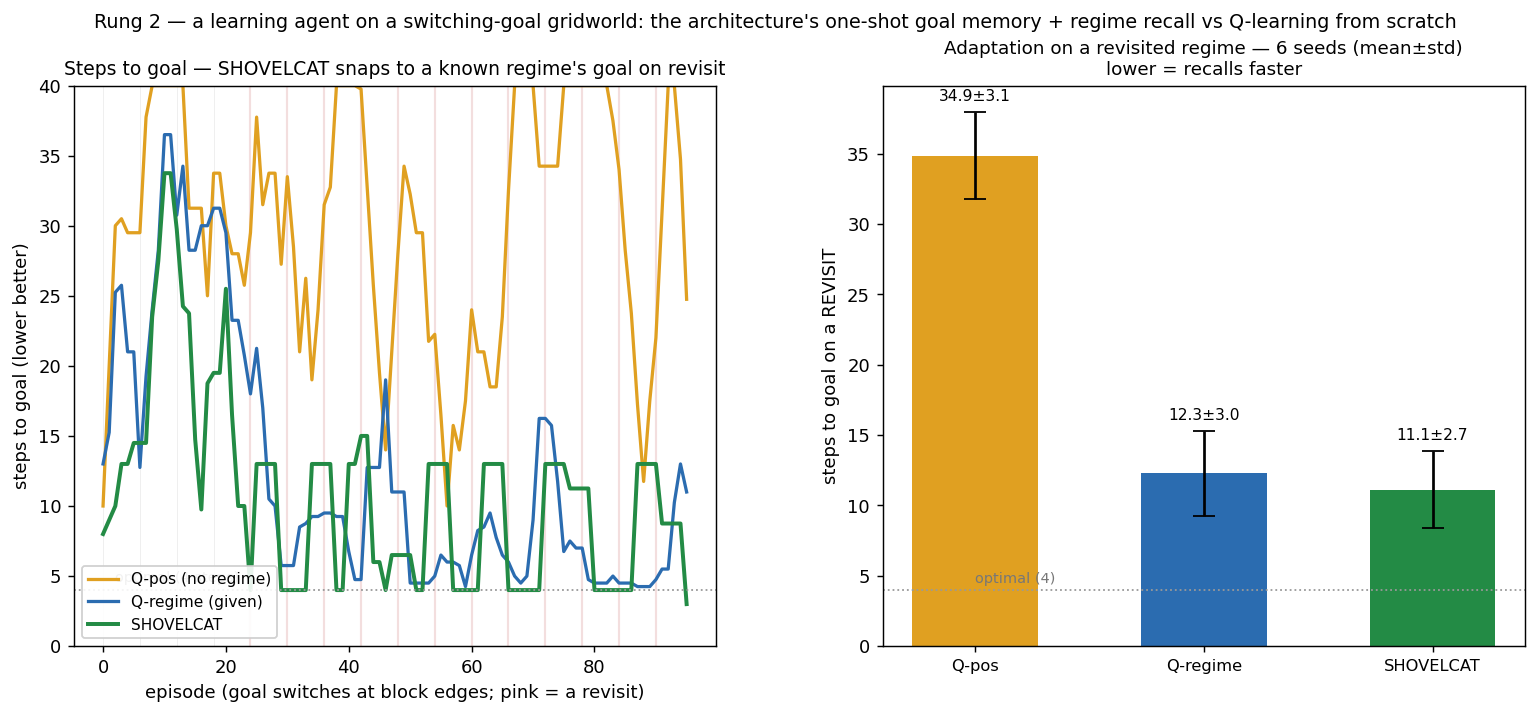 Rung 2 — a learning agent on a switching-goal gridworld: the architecture's one-shot goal memory + regime recall vs Q-learning from scratch
Steps to goal — SHOVELCAT snaps to a known regime's goal on revisit
steps to goal (lower better)
40
35
30
25
20
15
10
5
0
Q-pos (no regime)
Q-regime (given)
SHOVELCAT
0
20
40
60
80
episode (goal switches at block edges; pink = a revisit)
Adaptation on a revisited regime — 6 seeds (mean±std)
lower = recalls faster
steps to goal on a REVISIT
35
30
25
20
15
10
5
0
34.9±3.1
12.3±3.0
11.1±2.7
optimal (4)
Q-pos
Q-regime
SHOVELCAT